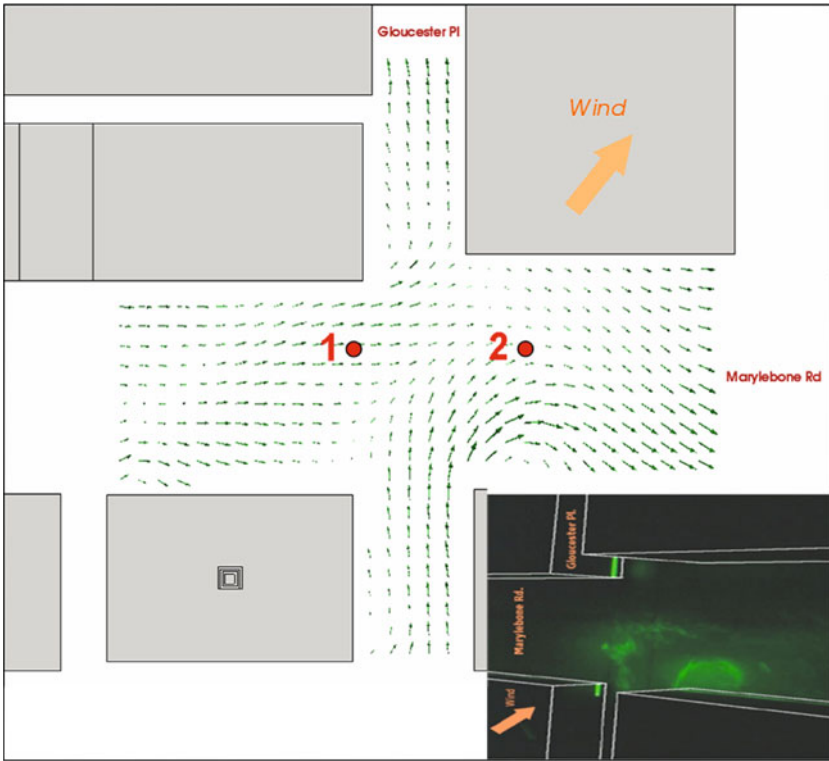 Gloucester Pl
Wind
1
2
Marylebone Rd
Gloucester Pl.
Marylebone Rd.
Wind